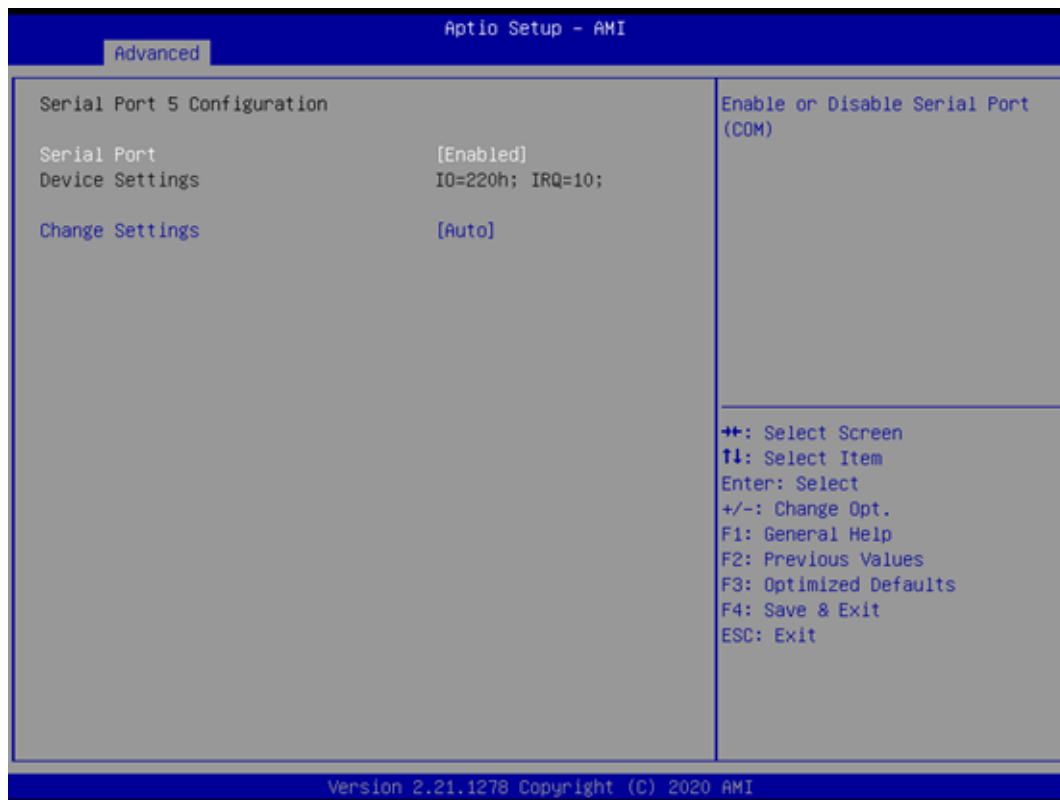 Aptio Setup – AMI
Advanced
Serial Port 5 Configuration
Serial Port [Enabled]
Device Settings IO=220h; IRQ=10;
Change Settings [Auto]
Enable or Disable Serial Port
(COM)
→←: Select Screen
↑↓: Select Item
Enter: Select
+/-: Change Opt.
F1: General Help
F2: Previous Values
F3: Optimized Defaults
F4: Save & Exit
ESC: Exit
Version 2.21.1278 Copyright (C) 2020 AMI